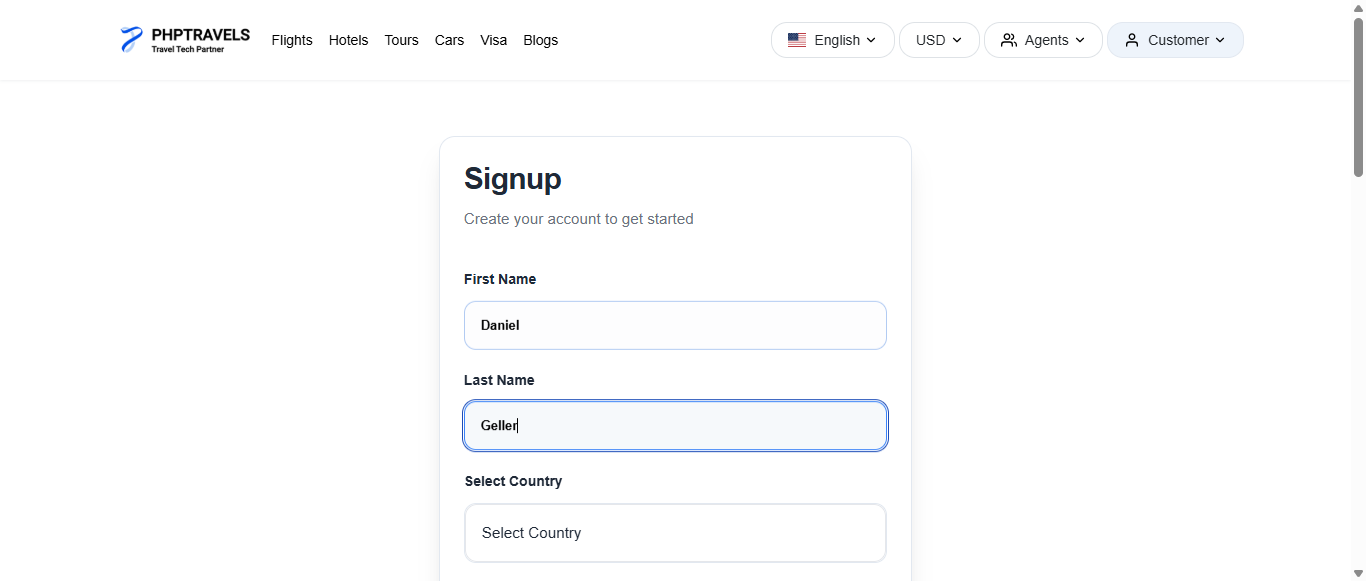 PHPTRAVELS
Travel Tech Partner
Flights Hotels Tours Cars Visa Blogs
English USD Agents Customer
Signup
Create your account to get started
First Name
Daniel
Last Name
Geller
Select Country
Select Country